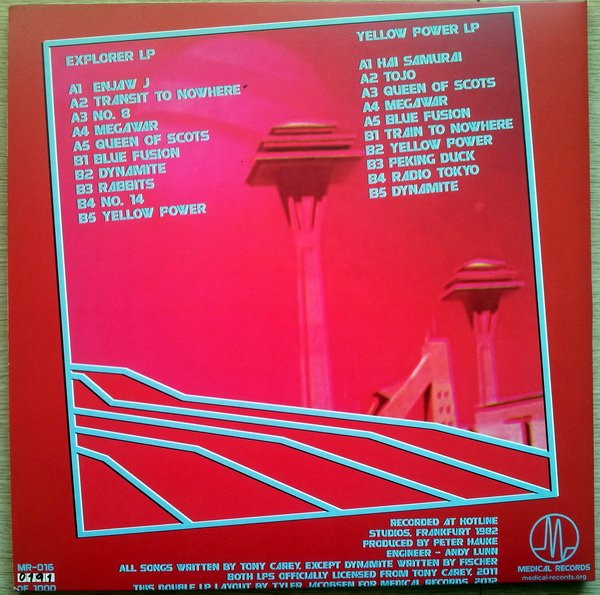 EXPLORER LP
A1 ENJAW J
A2 TRANSIT TO NOWHERE
A3 NO. 8
A4 MEGAWAR
A5 QUEEN OF SCOTS
B1 BLUE FUSION
B2 DYNAMITE
B3 RABBITS
B4 NO. 14
B5 YELLOW POWER
YELLOW POWER LP
A1 HAI SAMURAI
A2 TOJO
A3 QUEEN OF SCOTS
A4 MEGAWAR
A5 BLUE FUSION
B1 TRAIN TO NOWHERE
B2 YELLOW POWER
B3 PEKING DUCK
B4 RADIO TOKYO
B5 DYNAMITE
RECORDED AT HOTLINE
STUDIOS, FRANKFURT 1982
PRODUCED BY PETER HAUKE
ENGINEER - ANDY LUNN
ALL SONGS WRITTEN BY TONY CAREY, EXCEPT DYNAMITE WRITTEN BY FISCHER
BOTH LPS OFFICIALLY LICENSED FROM TONY CAREY, 2011
THIS DOUBLE LP LAYOUT BY TYLER JACOBSEN FOR MEDICAL RECORDS, 2012
MR-016
OF 1000
MEDICAL RECORDS
medical-records.org